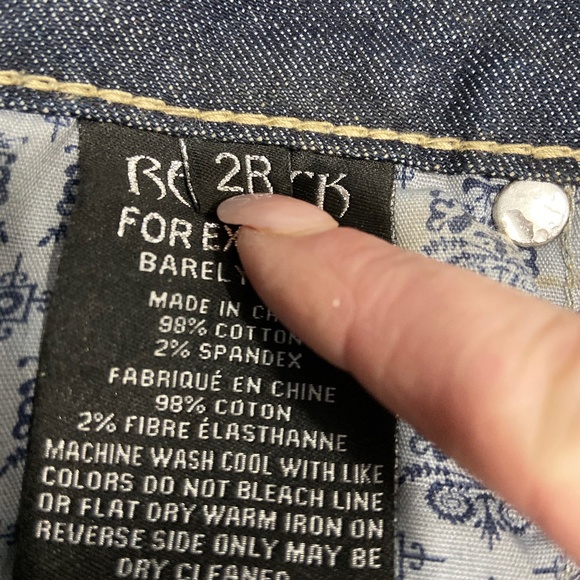 2R
FOR
BARELY
MADE IN
98% COTTON
2% SPANDEX
FABRIQUÉ EN CHINE
98% COTON
2% FIBRE ÉLASTHANNE
MACHINE WASH COOL WITH LIKE
COLORS DO NOT BLEACH LINE
OR FLAT DRY WARM IRON ON
REVERSE SIDE ONLY MAY BE
DRY CLEANED